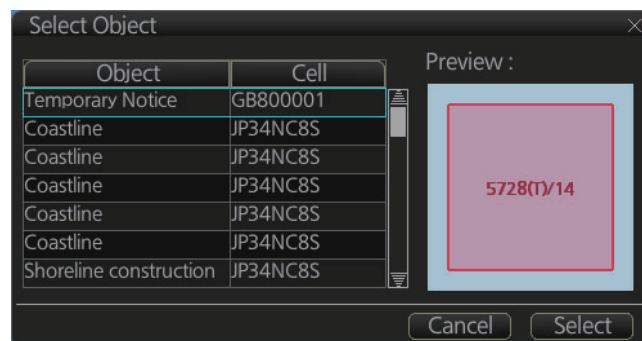 Select Object
Object Cell
Temporary Notice GB800001
Coastline JP34NC8S
Coastline JP34NC8S
Coastline JP34NC8S
Coastline JP34NC8S
Coastline JP34NC8S
Shoreline construction JP34NC8S
Preview :
5728(T)/14
Cancel Select